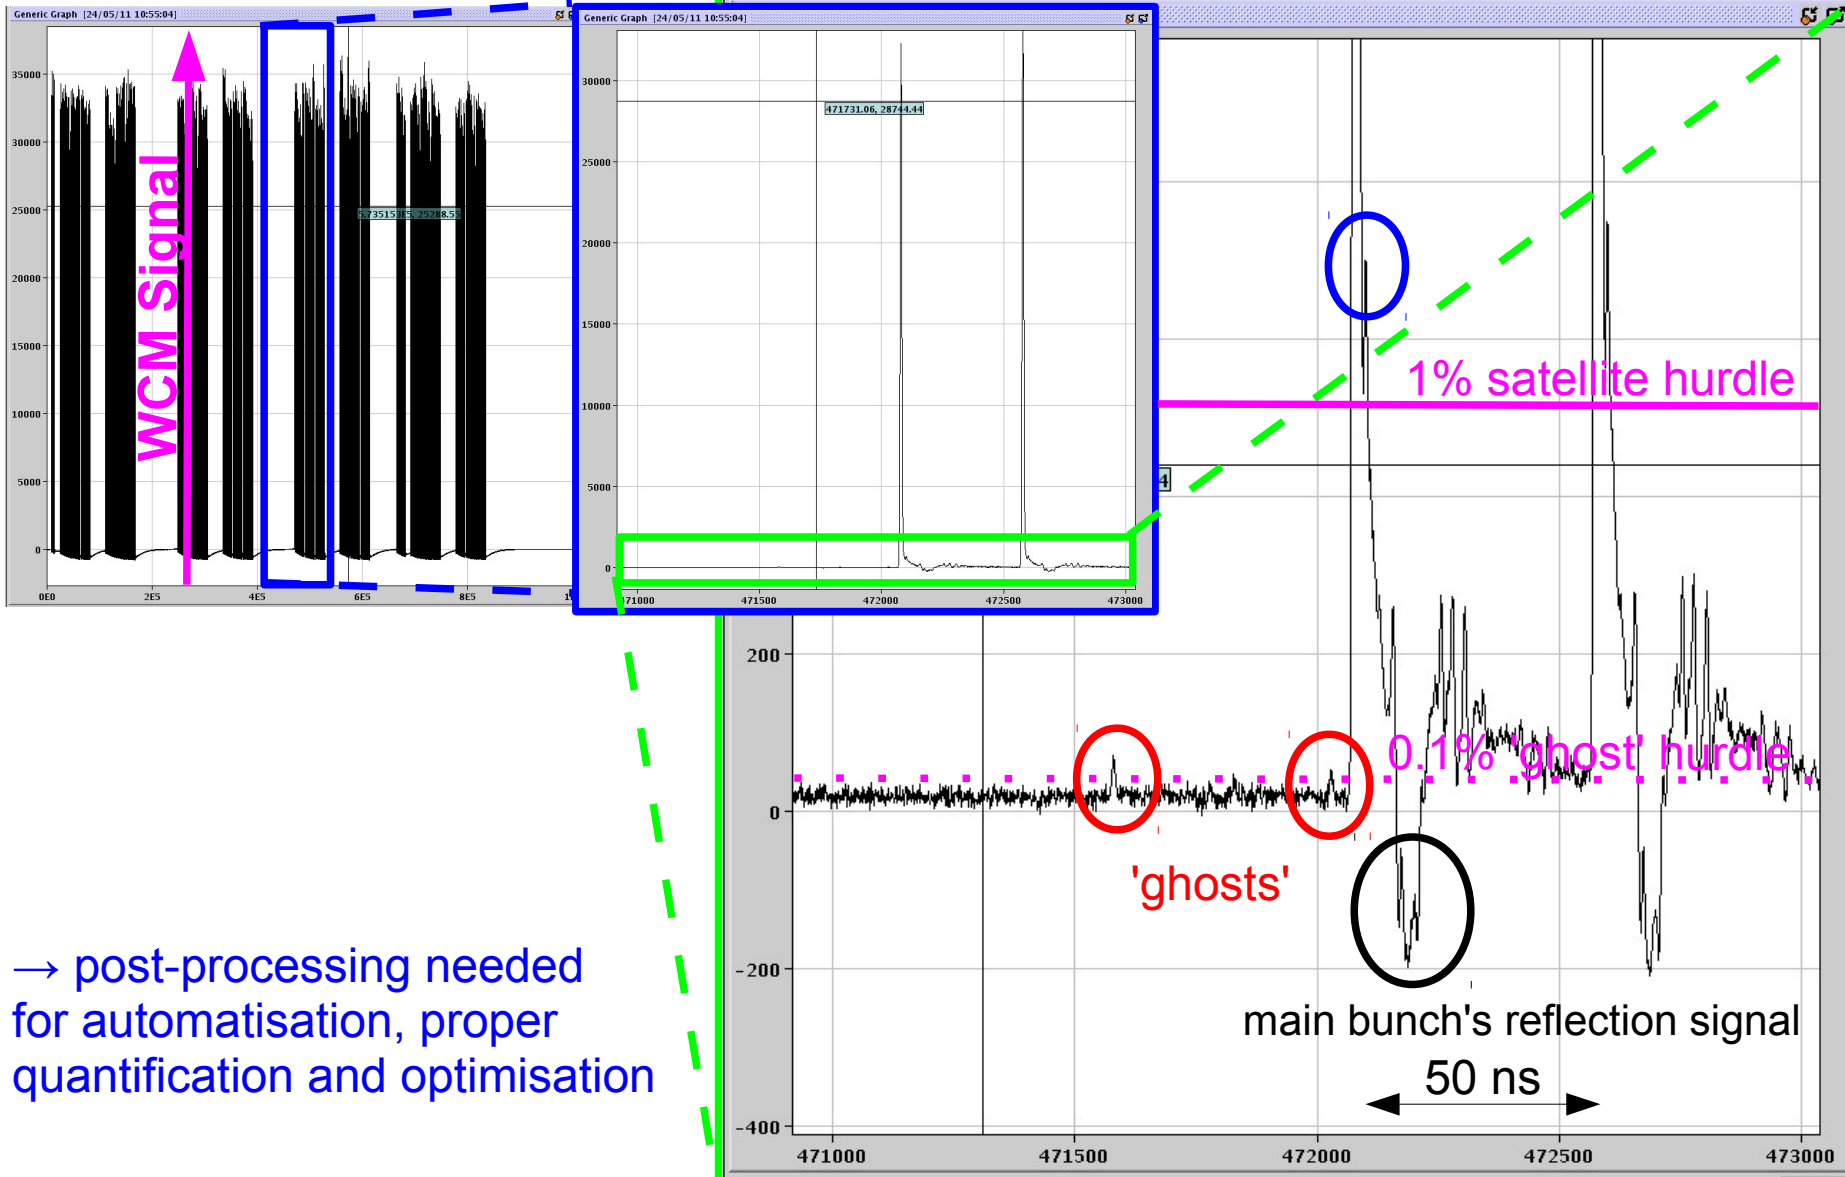 Generic Graph [24/05/11 10:55:04]
35000
30000
25000
20000
15000
10000
5000
0
0E0
2E5
4E5
6E5
8E5
WCM Signal
25288.55
Generic Graph [24/05/11 10:55:04]
30000
25000
20000
15000
10000
5000
0
471731.06, 28744.44
471000
471500
472000
472500
473000
1% satellite hurdle
4
200
0
-200
-400
0.1% 'ghost' hurdle
'ghosts'
main bunch's reflection signal
50 ns
471000
471500
472000
472500
473000
→ post-processing needed
for automatisation, proper
quantification and optimisation